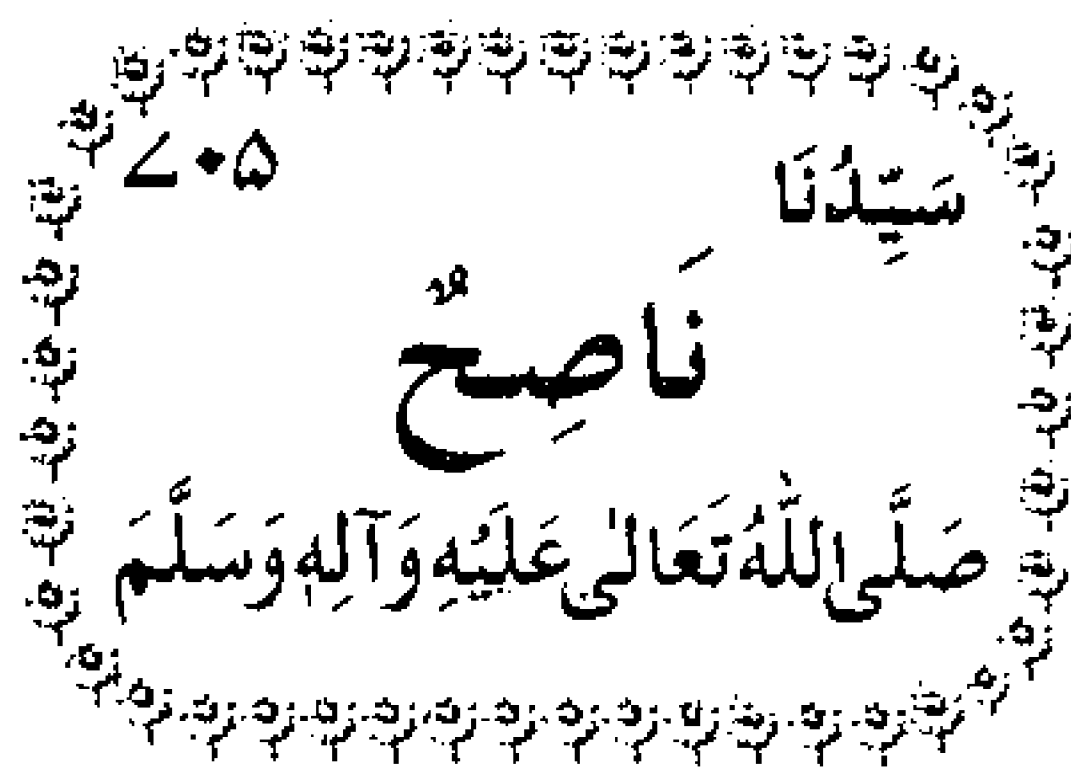 سَيِّدُنَا ۷۰۵
نَاصِحٌ
صَلَّى اللّٰهُ تَعَالٰى عَلَيْهِ وَآلِهٖ وَسَلَّمَ